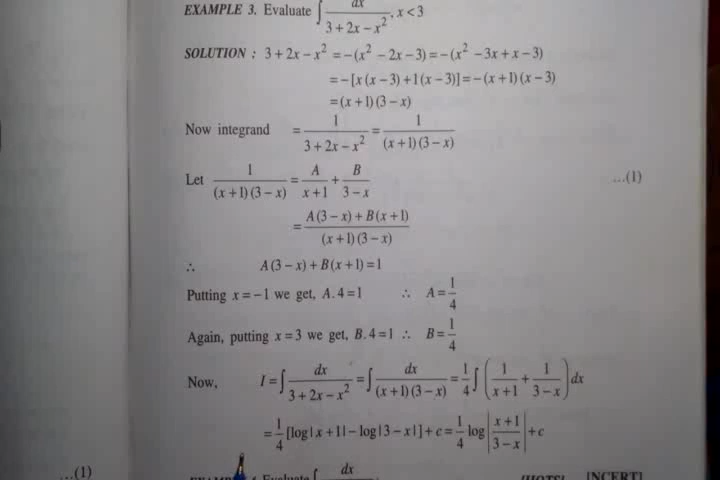 EXAMPLE 3. Evaluate ∫ dx/(3+2x−x²), x<3
SOLUTION : 3+2x−x² =−(x²−2x−3)=−(x²−3x+x−3)
=−[x(x−3)+1(x−3)]=−(x+1)(x−3)
=(x+1)(3−x)
Now integrand = 1/(3+2x−x²) = 1/((x+1)(3−x))
Let 1/((x+1)(3−x)) = A/(x+1) + B/(3−x) ...(1)
= (A(3−x)+B(x+1))/((x+1)(3−x))
∴ A(3−x)+B(x+1)=1
Putting x=−1 we get, A.4=1 ∴ A=1/4
Again, putting x=3 we get, B.4=1 ∴ B=1/4
Now, I=∫ dx/(3+2x−x²) =∫ dx/((x+1)(3−x)) = 1/4 ∫ (1/(x+1) + 1/(3−x)) dx
= 1/4 [log|x+1|−log|3−x|]+c = 1/4 log|(x+1)/(3−x)|+c
...(1)
Evaluate ∫ dx [HOTS] [NCERT]